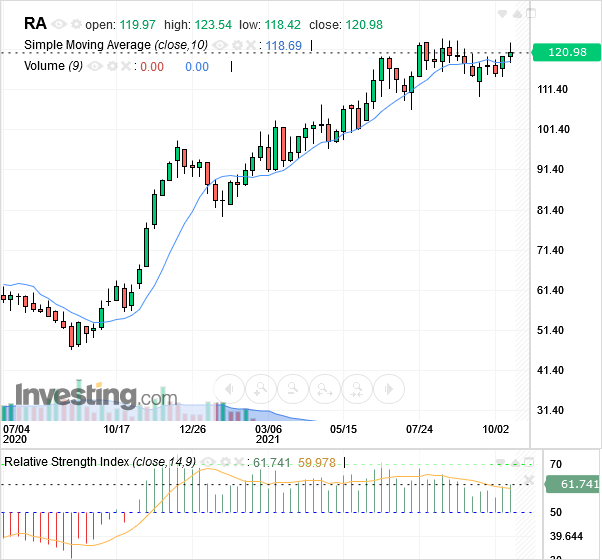 RA open: 119.97 high: 123.54 low: 118.42 close: 120.98
Simple Moving Average (close,10) : 118.69
Volume (9) : 0.00 0.00
120.98
111.40
101.40
91.40
81.40
71.40
61.40
51.40
41.40
31.40
Investing.com
07/04 10/17 12/26 03/06 05/15 07/24 10/02
2020 2021
Relative Strength Index (close,14,9) : 61.741 59.978
70
61.741
50
39.644
30